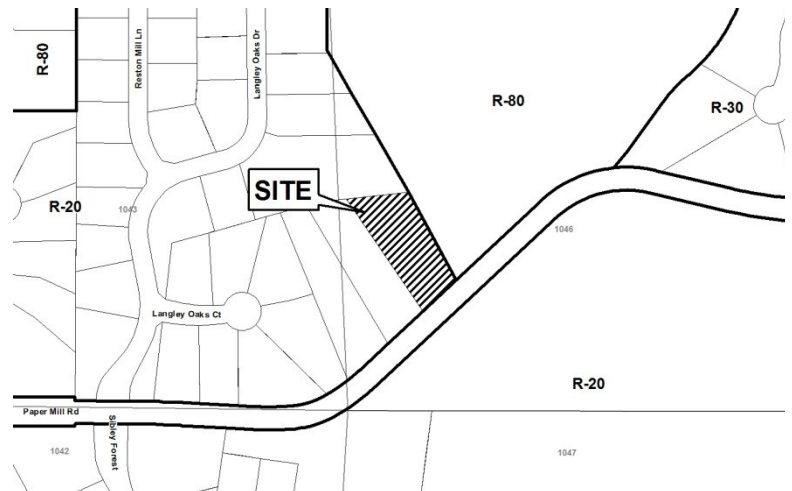 R-80
Reston Mill Ln
Langley Oaks Dr
R-80
R-30
SITE
R-20
1043
1046
Langley Oaks Ct
R-20
Paper Mill Rd
Sibley Forest
1042
1047